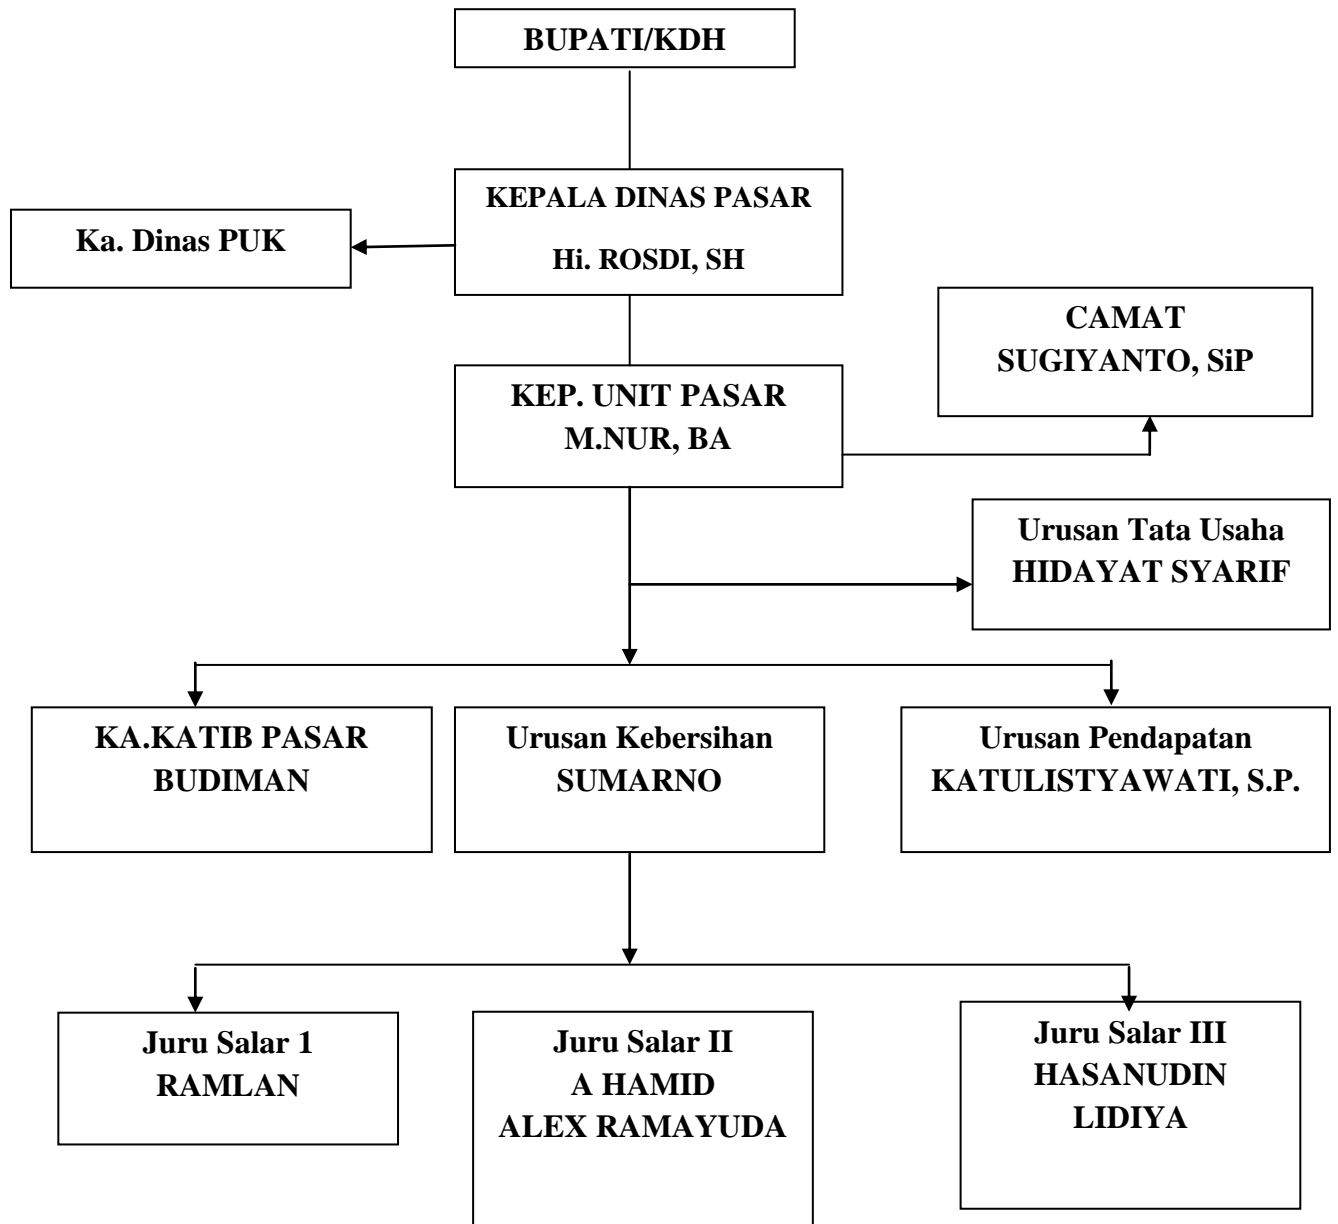 BUPATI/KDH
KEPALA DINAS PASAR
Hi. ROSDI, SH
Ka. Dinas PUK
CAMAT
SUGIYANTO, SiP
KEP. UNIT PASAR
M.NUR, BA
Urusan Tata Usaha
HIDAYAT SYARIF
KA.KATIB PASAR
BUDIMAN
Urusan Kebersihan
SUMARNO
Urusan Pendapatan
KATULISTYAWATI, S.P.
Juru Salar 1
RAMLAN
Juru Salar II
A HAMID
ALEX RAMAYUDA
Juru Salar III
HASANUDIN
LIDIYA